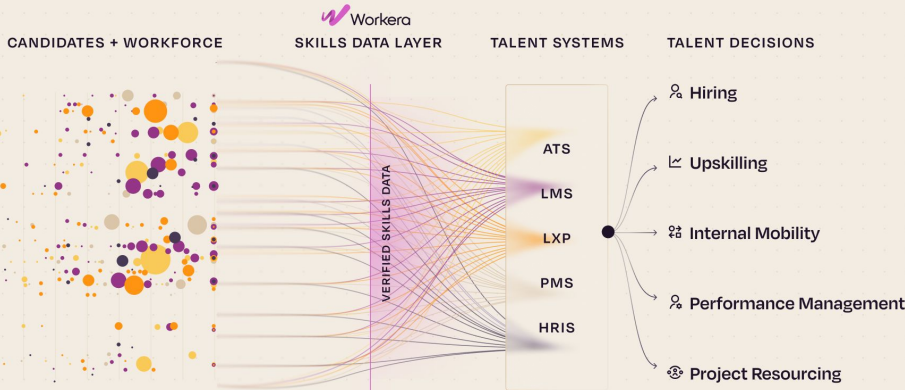 Workera
CANDIDATES + WORKFORCE
SKILLS DATA LAYER
TALENT SYSTEMS
TALENT DECISIONS
VERIFIED SKILLS DATA
ATS
LMS
LXP
PMS
HRIS
Hiring
Upskilling
Internal Mobility
Performance Management
Project Resourcing